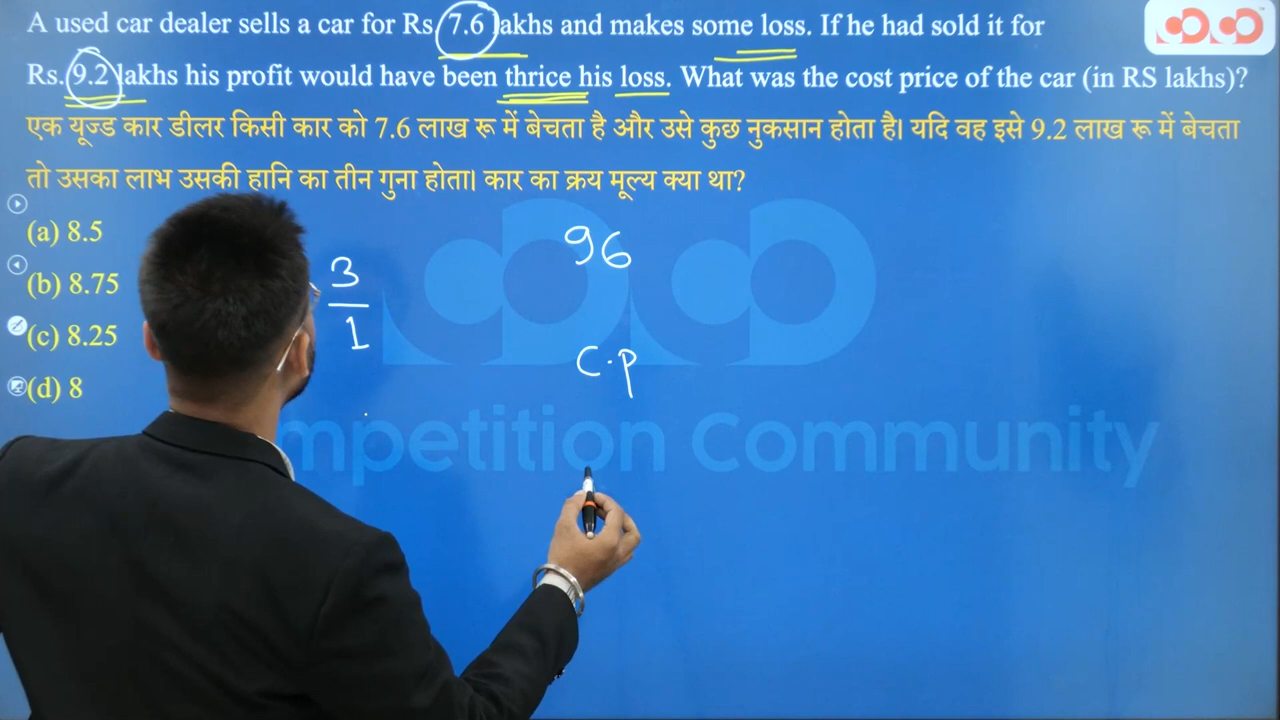 A used car dealer sells a car for Rs 7.6 lakhs and makes some loss. If he had sold it for
Rs. 9.2 lakhs his profit would have been thrice his loss. What was the cost price of the car (in RS lakhs)?
एक यूज्ड कार डीलर किसी कार को 7.6 लाख रू में बेचता है और उसे कुछ नुकसान होता है। यदि वह इसे 9.2 लाख रू में बेचता
तो उसका लाभ उसकी हानि का तीन गुना होता। कार का क्रय मूल्य क्या था?
(a) 8.5
(b) 8.75
(c) 8.25
(d) 8
3
1
96
C.P
mpetition Community